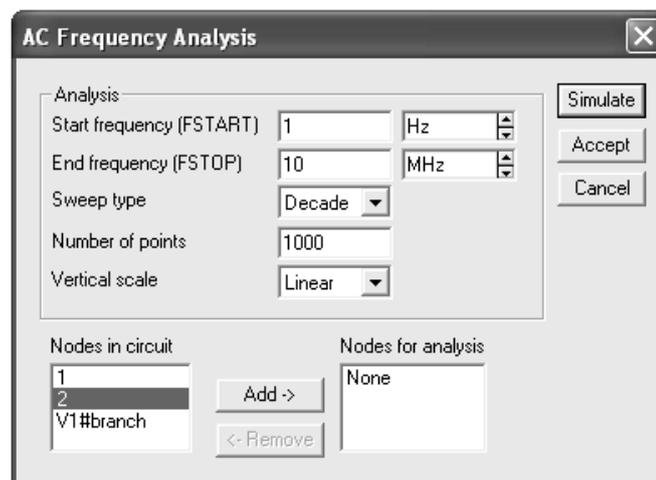 AC Frequency Analysis
Analysis
Start frequency (FSTART) 1 Hz
End frequency (FSTOP) 10 MHz
Sweep type Decade
Number of points 1000
Vertical scale Linear
Simulate
Accept
Cancel
Nodes in circuit
1
2
V1#branch
Add ->
<- Remove
Nodes for analysis
None